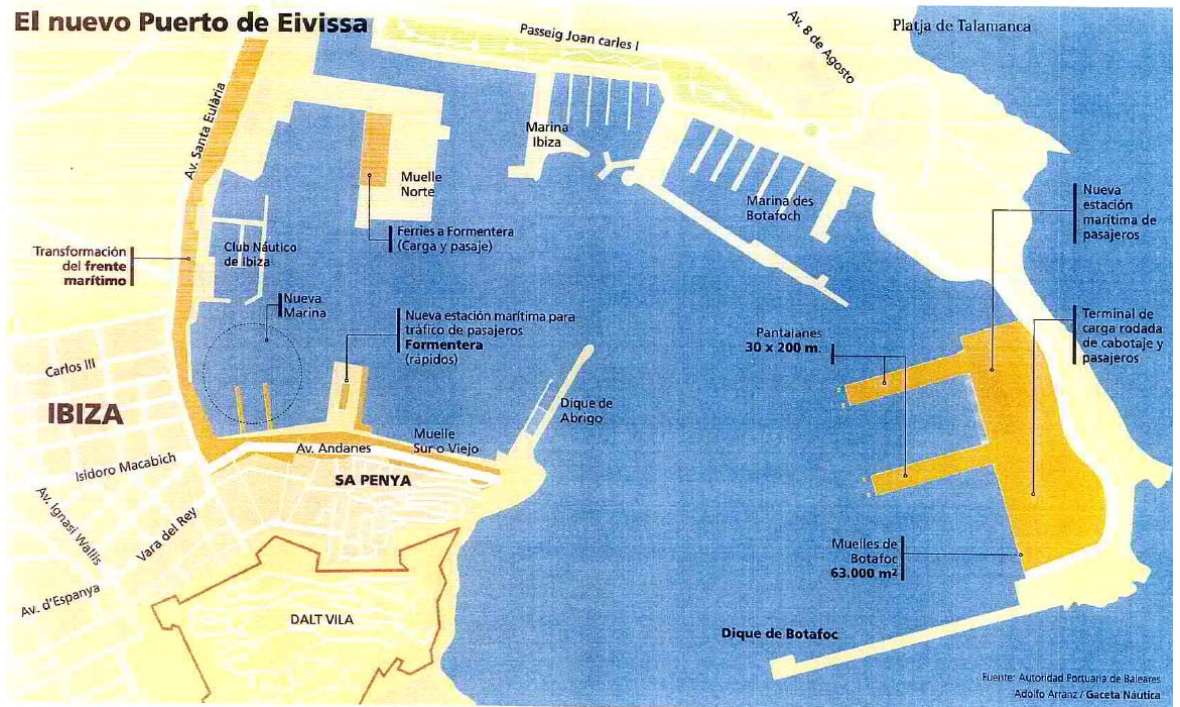 El nuevo Puerto de Eivissa
Passeig Joan carles I
Av. 8 de Agosto
Platja de Talamanca
Av. Santa Eulària
Marina
Ibiza
Muelle
Norte
Marina des
Botafoch
Nueva
estación
marítima de
pasajeros
Ferries a Formentera
(Carga y pasaje)
Club Náutico
de Ibiza
Transformación
del frente
marítimo
Nueva
Marina
Nueva estación marítima para
tráfico de pasajeros
Formentera
(rápidos)
Pantalanes
30 x 200 m.
Terminal de
carga rodada
de cabotaje y
pasajeros
Carlos III
IBIZA
Dique de
Abrigo
Muelle
Sur o Viejo
Av. Andanes
Isidoro Macabich
SA PENYA
Av. Ignasi Wallis
Vara del Rey
Av. d'Espanya
Muelles de
Botafoc
63.000 m²
DALT VILA
Dique de Botafoc
Fuente: Autoridad Portuaria de Baleares
Adolfo Arranz / Gaceta Náutica